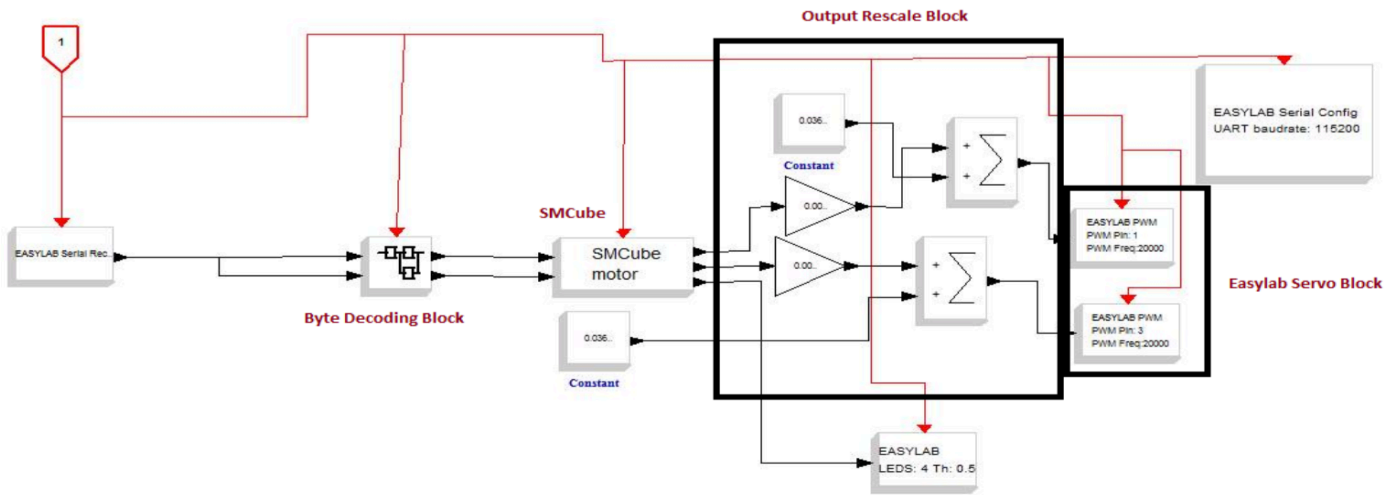 Output Rescale Block
1
EASYLAB Serial Config
UART baudrate: 115200
0.036..
Constant
+
+
0.00..
SMCube
EASYLAB Serial Rec..
SMCube
motor
0.00..
+
+
EASYLAB PWM
PWM Pin: 1
PWM Freq:20000
Easylab Servo Block
Byte Decoding Block
EASYLAB PWM
PWM Pin: 3
PWM Freq:20000
0.036..
Constant
EASYLAB
LEDS: 4 Th: 0.5